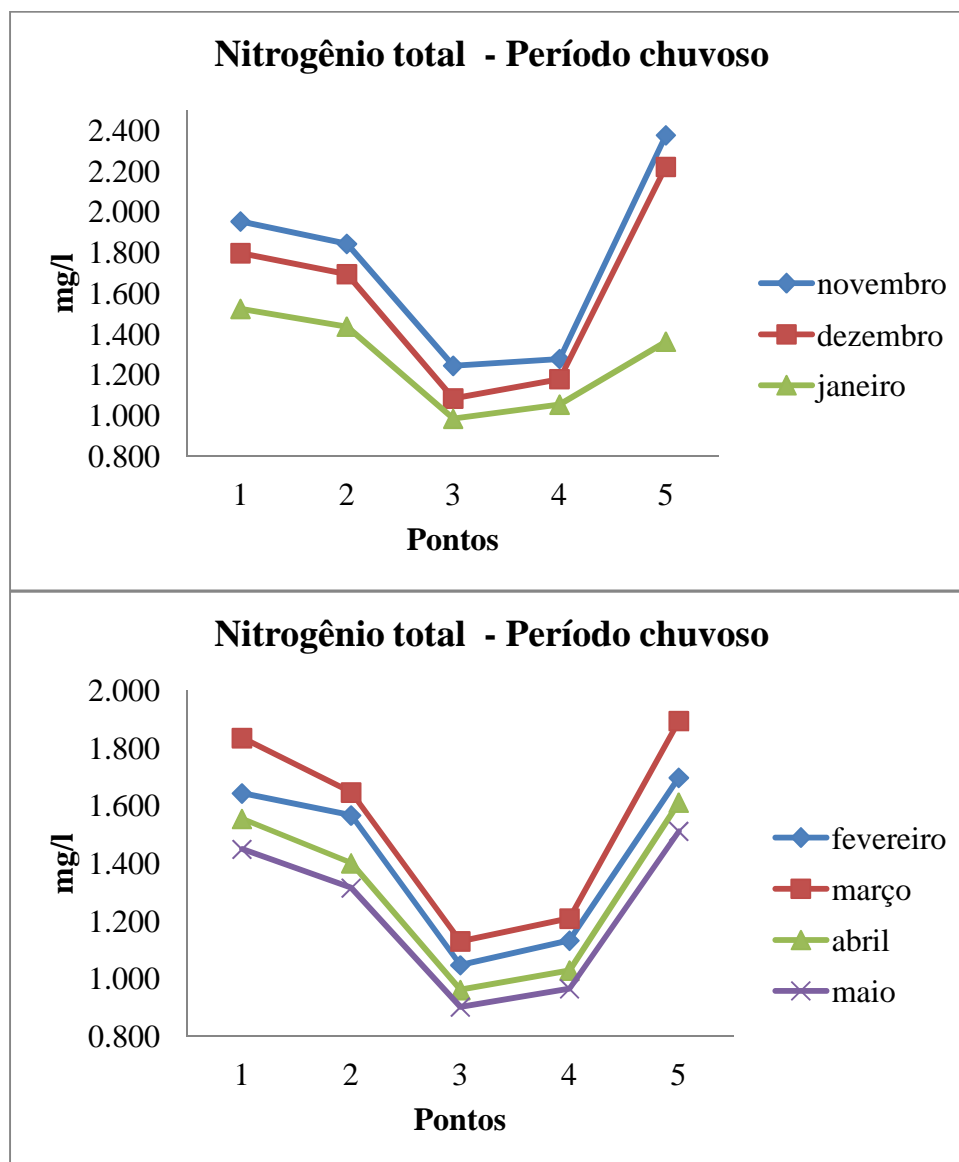 Nitrogênio total - Período chuvoso
2.400
2.200
2.000
1.800
1.600
1.400
1.200
1.000
0.800
mg/l
1 2 3 4 5
Pontos
novembro
dezembro
janeiro
Nitrogênio total - Período chuvoso
2.000
1.800
1.600
1.400
1.200
1.000
0.800
mg/l
1 2 3 4 5
Pontos
fevereiro
março
abril
maio